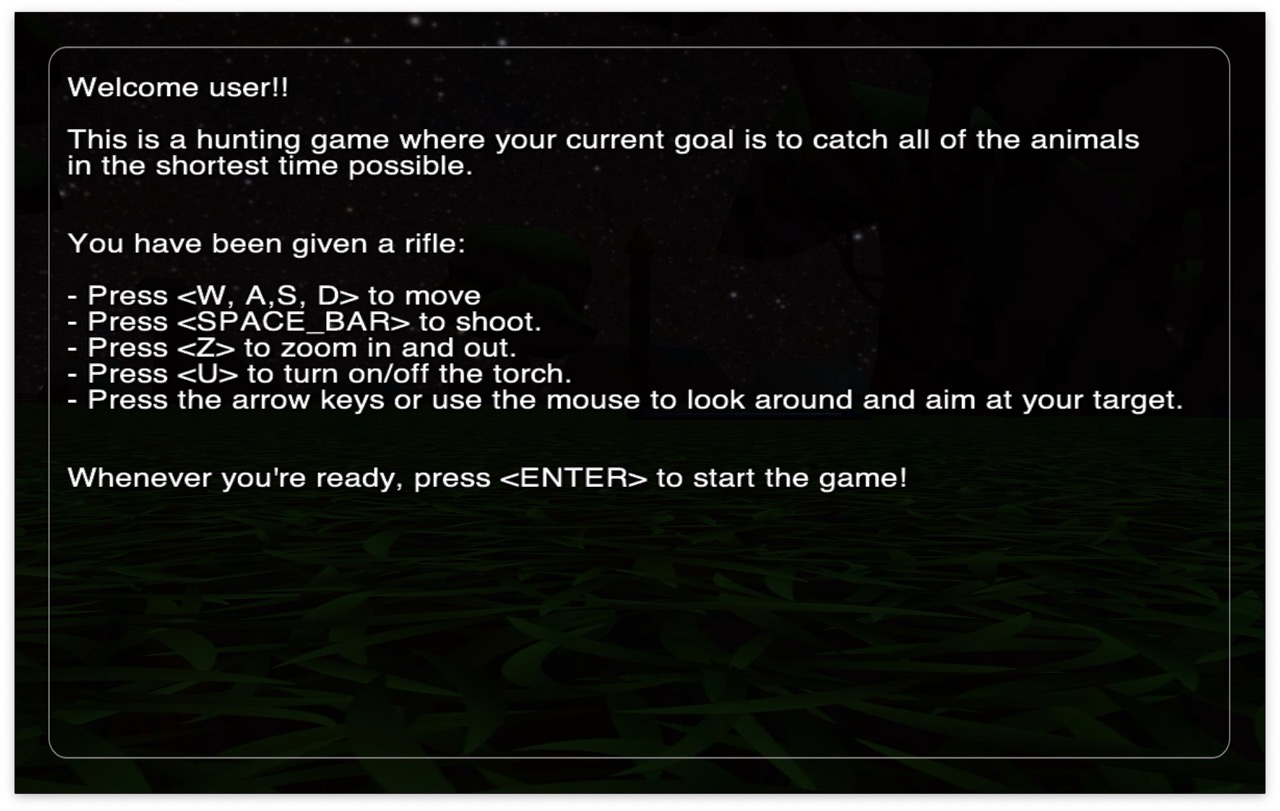 Welcome user!!
This is a hunting game where your current goal is to catch all of the animals
in the shortest time possible.
You have been given a rifle:
- Press <W, A,S, D> to move
- Press <SPACE_BAR> to shoot.
- Press <Z> to zoom in and out.
- Press <U> to turn on/off the torch.
- Press the arrow keys or use the mouse to look around and aim at your target.
Whenever you're ready, press <ENTER> to start the game!